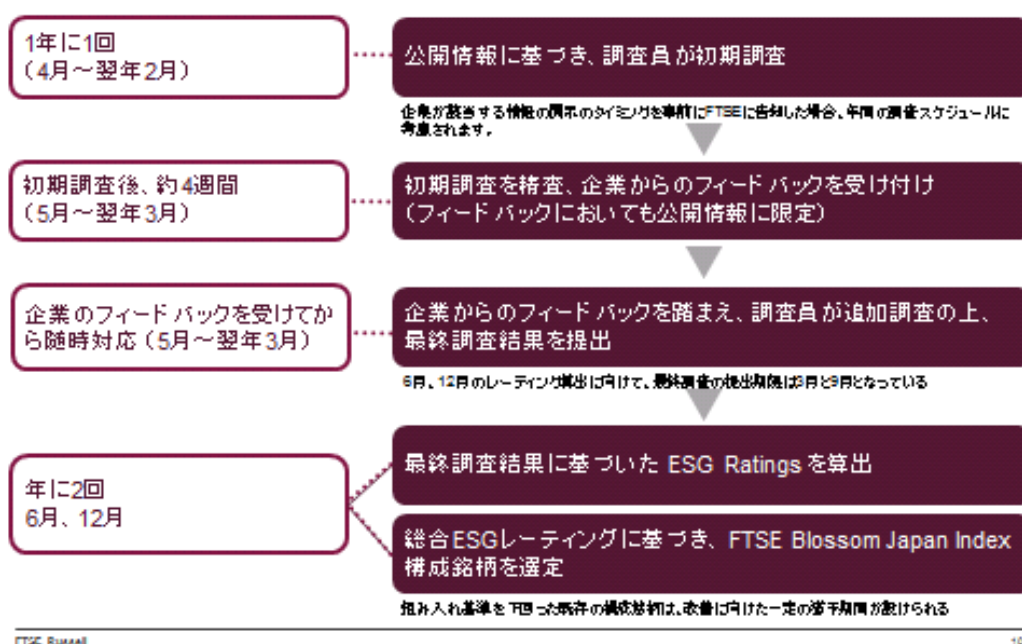 1年に1回
(4月～翌年2月)
公開情報に基づき、調査員が初期調査
企業が該当する情報の開示のタイミングを事前にFTSEに告知した場合、年間の調査スケジュールに
考慮されます。
初期調査後、約4週間
(5月～翌年3月)
初期調査を精査、企業からのフィードバックを受け付け
(フィードバックにおいても公開情報に限定)
企業のフィードバックを受けてか
ら随時対応(5月～翌年3月)
企業からのフィードバックを踏まえ、調査員が追加調査の上、
最終調査結果を提出
6月、12月のレーティング算出に向けて、最終調査の提出期限は3月と9月となっている
年に2回
6月、12月
最終調査結果に基づいた ESG Ratings を算出
総合ESGレーティングに基づき、FTSE Blossom Japan Index
構成銘柄を選定
組み入れ基準を下回った既存の構成銘柄は、改善に向けた一定の猶予期間が設けられる
FTSE Russell